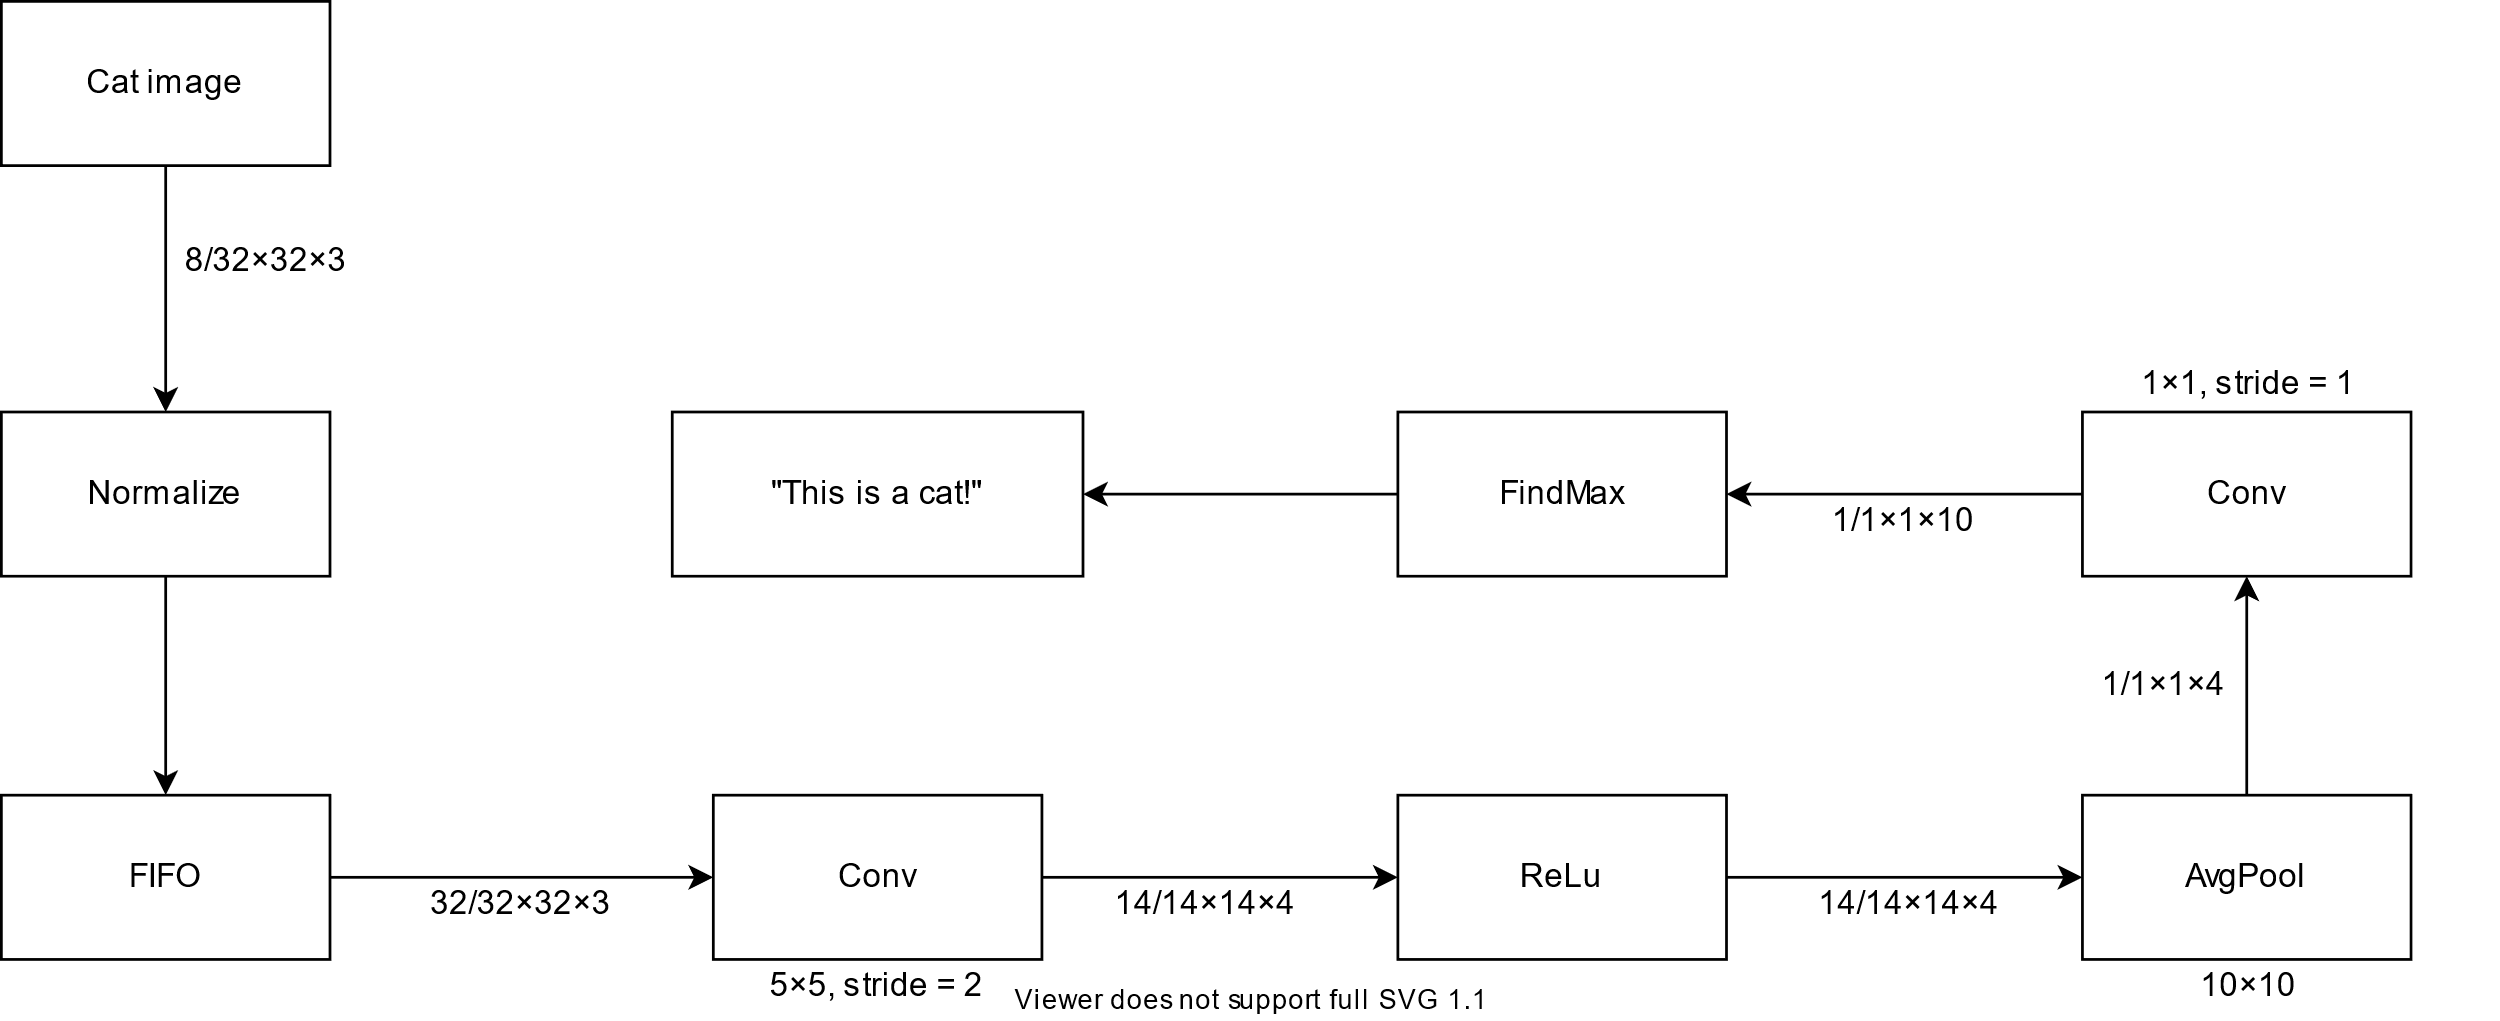 Cat image
8/32×32×3
Normalize
FIFO
32/32×32×3
Conv
5×5, stride = 2
14/14×14×4
ReLu
14/14×14×4
AvgPool
10×10
1/1×1×4
1×1, stride = 1
Conv
1/1×1×10
FindMax
"This is a cat!"
Viewer does not support full SVG 1.1